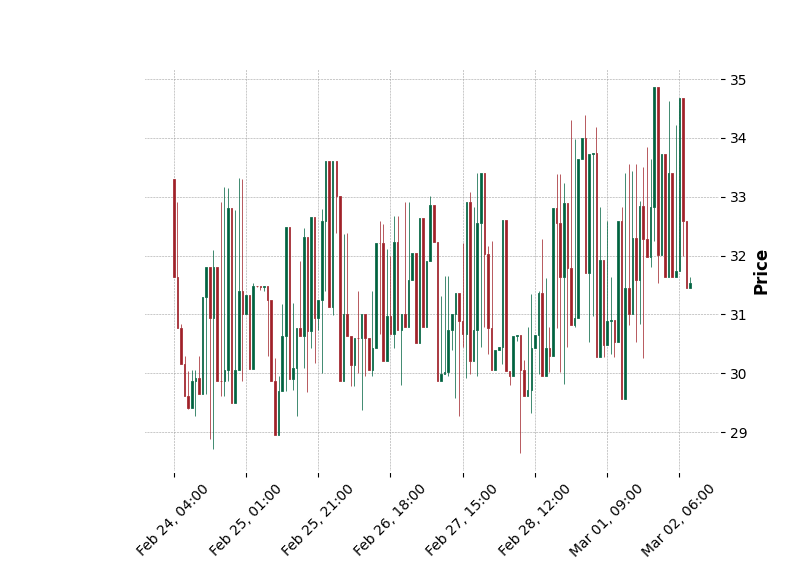 35
34
33
32
31
30
29
Price
Feb 24, 04:00
Feb 25, 01:00
Feb 25, 21:00
Feb 26, 18:00
Feb 27, 15:00
Feb 28, 12:00
Mar 01, 09:00
Mar 02, 06:00